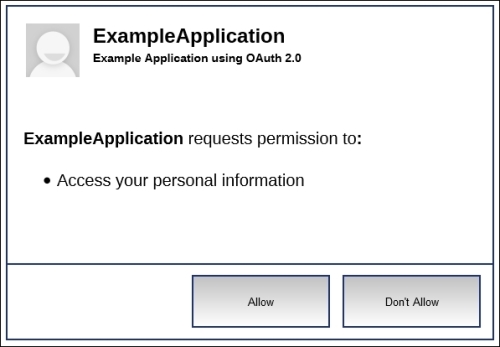 ExampleApplication
Example Application using OAuth 2.0
ExampleApplication requests permission to:
• Access your personal information
Allow
Don't Allow